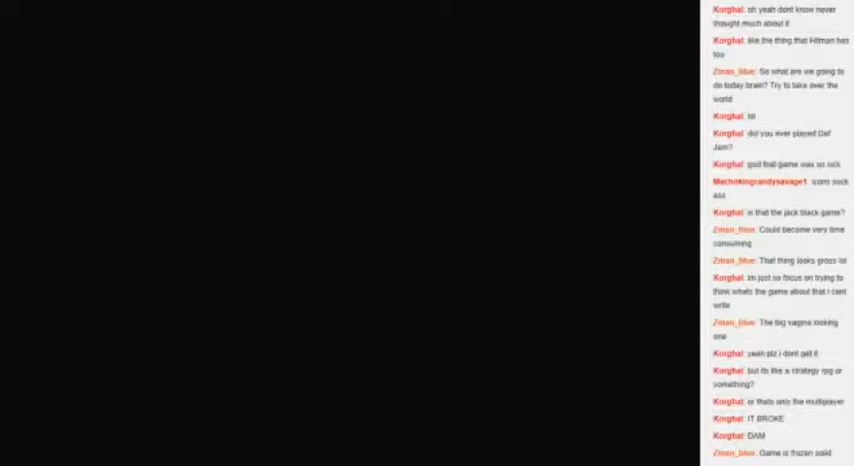 Korghal: oh yeah dont know never
thought much about it
Korghal: like the thing that Hitman has
too
Zman_blue: So what are we going to
do today brain? Try to take over the
world
Korghal: lol
Korghal: did you ever played Def
Jam?
Korghal: god that game was so sick
Machokingrandysavage1: icons suck
ass
Korghal: is that the jack black game?
Zman_blue: Could become very time
consuming
Zman_blue: That thing looks gross lol
Korghal: im just so focus on trying to
think whats the game about that i cant
write
Zman_blue: The big vagina looking
one
Korghal: yeah plz i dont get it
Korghal: but its like a strategy rpg or
something?
Korghal: or thats only the multiplayer
Korghal: IT BROKE
Korghal: DAM
Zman_blue: Game is frozen solid